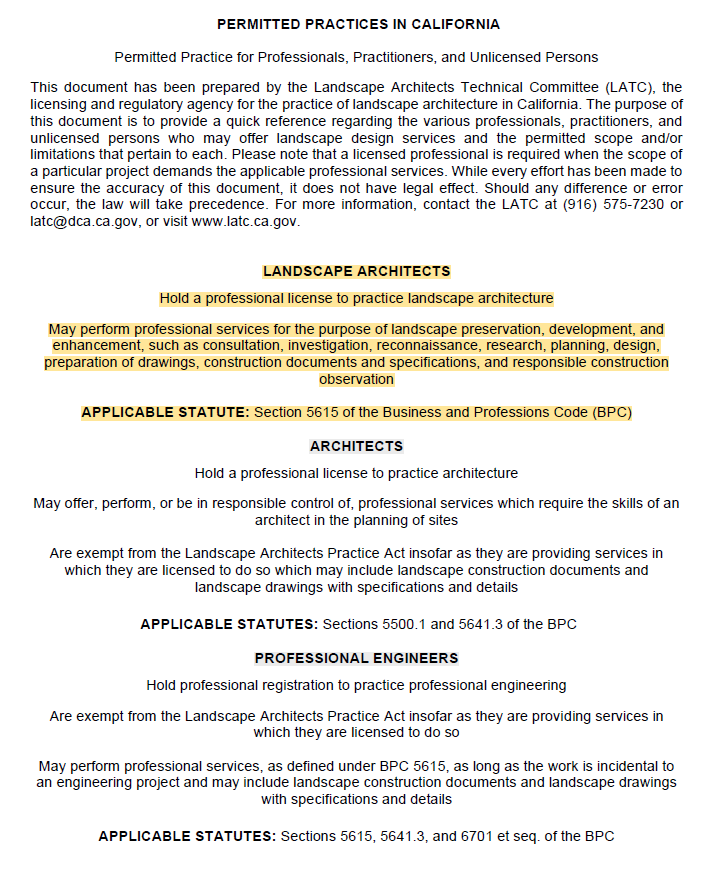 PERMITTED PRACTICES IN CALIFORNIA
Permitted Practice for Professionals, Practitioners, and Unlicensed Persons
This document has been prepared by the Landscape Architects Technical Committee (LATC), the
licensing and regulatory agency for the practice of landscape architecture in California. The purpose of
this document is to provide a quick reference regarding the various professionals, practitioners, and
unlicensed persons who may offer landscape design services and the permitted scope and/or
limitations that pertain to each. Please note that a licensed professional is required when the scope of
a particular project demands the applicable professional services. While every effort has been made to
ensure the accuracy of this document, it does not have legal effect. Should any difference or error
occur, the law will take precedence. For more information, contact the LATC at (916) 575-7230 or
latc@dca.ca.gov, or visit www.latc.ca.gov.
LANDSCAPE ARCHITECTS
Hold a professional license to practice landscape architecture
May perform professional services for the purpose of landscape preservation, development, and
enhancement, such as consultation, investigation, reconnaissance, research, planning, design,
preparation of drawings, construction documents and specifications, and responsible construction
observation
APPLICABLE STATUTE: Section 5615 of the Business and Professions Code (BPC)
ARCHITECTS
Hold a professional license to practice architecture
May offer, perform, or be in responsible control of, professional services which require the skills of an
architect in the planning of sites
Are exempt from the Landscape Architects Practice Act insofar as they are providing services in
which they are licensed to do so which may include landscape construction documents and
landscape drawings with specifications and details
APPLICABLE STATUTES: Sections 5500.1 and 5641.3 of the BPC
PROFESSIONAL ENGINEERS
Hold professional registration to practice professional engineering
Are exempt from the Landscape Architects Practice Act insofar as they are providing services in
which they are licensed to do so
May perform professional services, as defined under BPC 5615, as long as the work is incidental to
an engineering project and may include landscape construction documents and landscape drawings
with specifications and details
APPLICABLE STATUTES: Sections 5615, 5641.3, and 6701 et seq. of the BPC